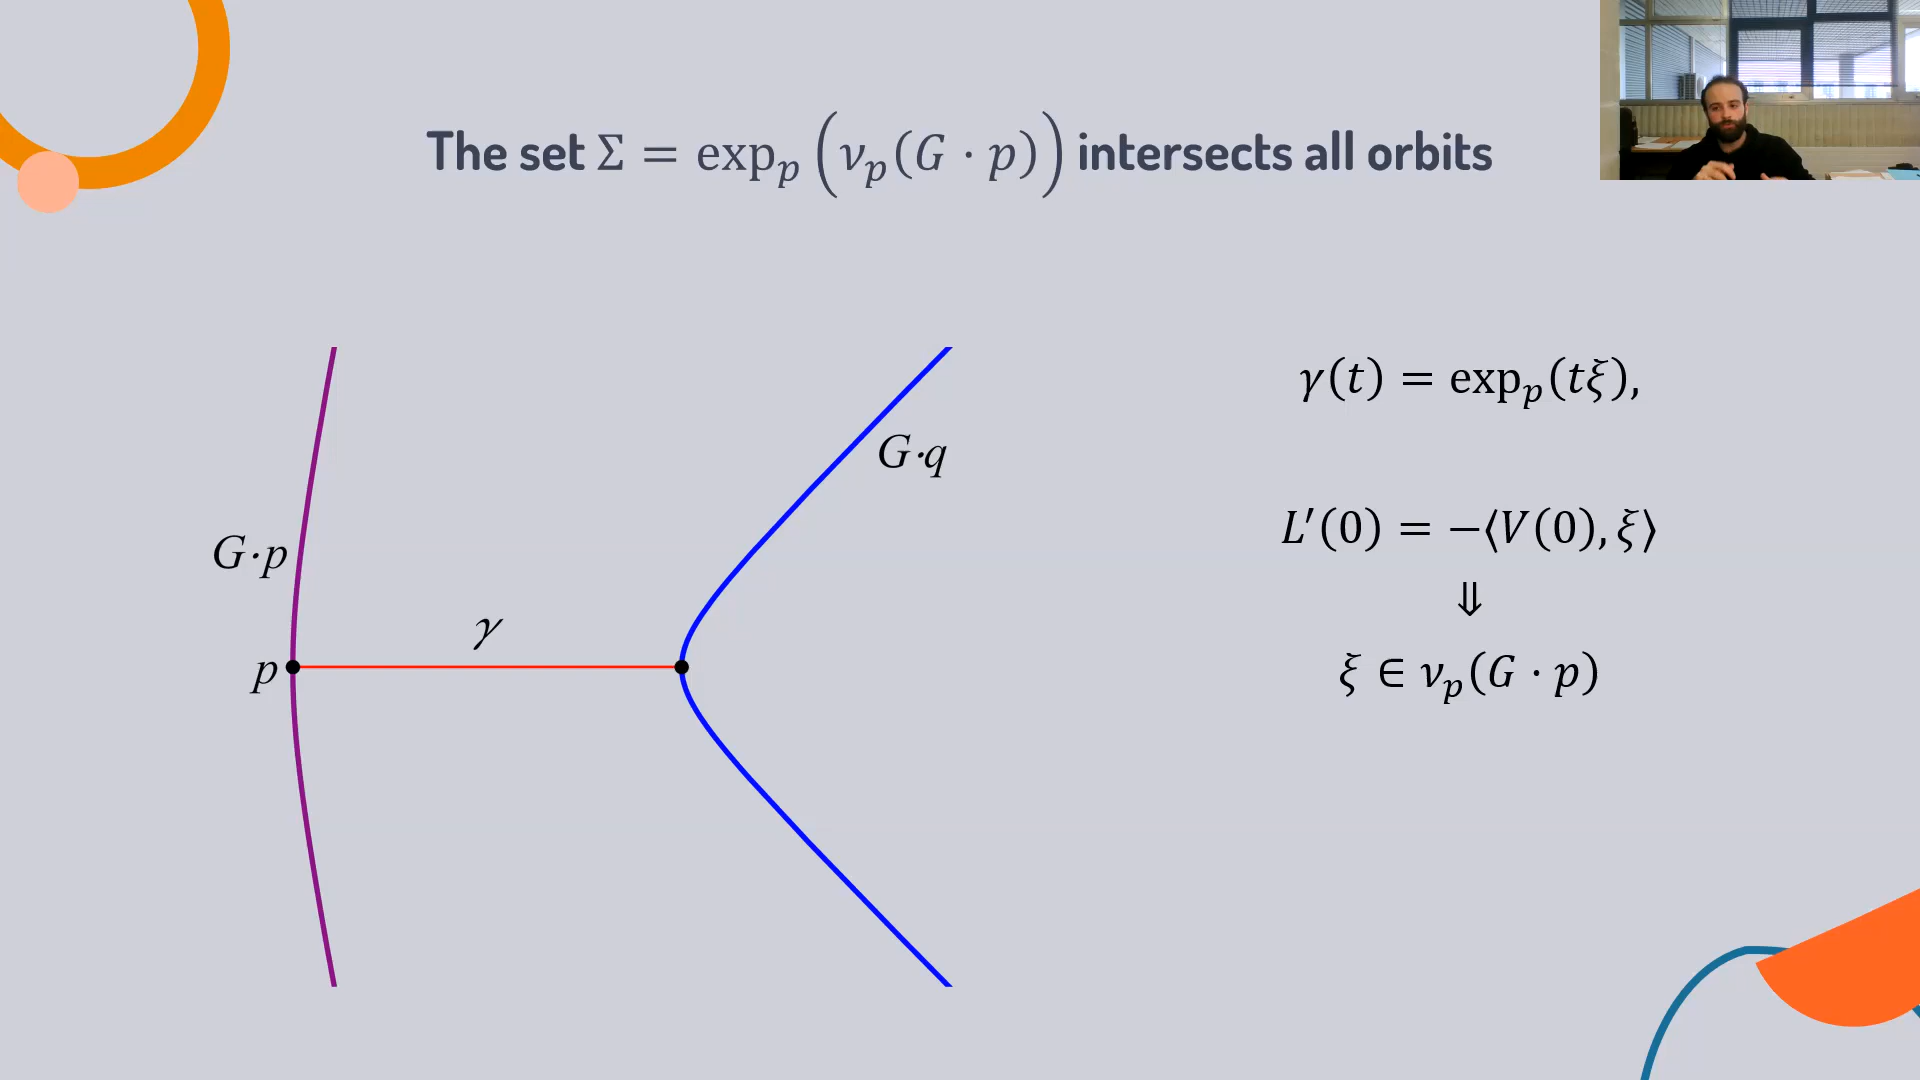 The set Σ = exp_p (ν_p(G · p)) intersects all orbits
γ(t) = exp_p(tξ),
G·q
L′(0) = −⟨V(0), ξ⟩
G·p
⇓
γ
p
ξ ∈ ν_p(G · p)